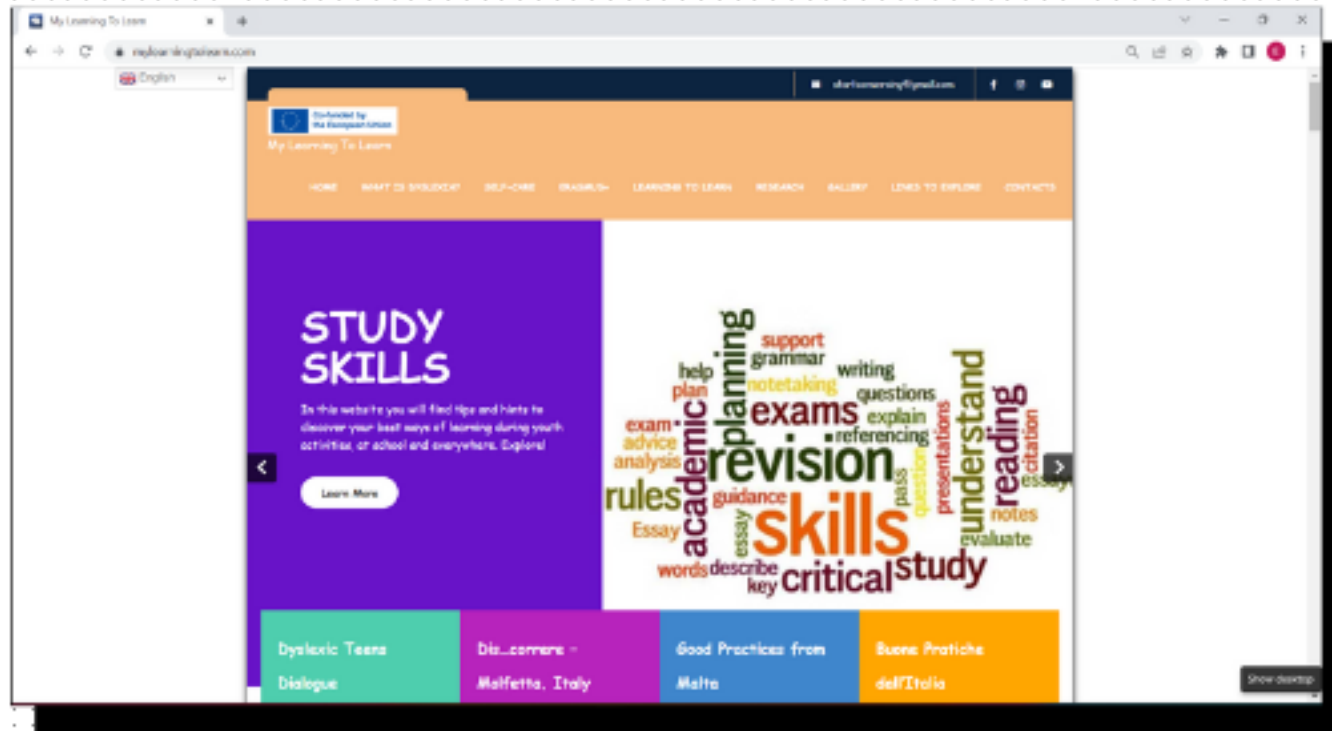 My Learning To Learn
mylearningtolearn.com
English
Co-funded by
the European Union
My Learning To Learn
HOME WHAT IS DYSLEXIA? SELF-CARE ERASMUS+ LEARNING TO LEARN RESEARCH GALLERY LINKS TO EXPLORE CONTACTS
STUDY
SKILLS
In this website you will find tips and hints to
discover your best ways of learning during youth
activities, at school and everywhere. Explore!
Learn More
planning
support
grammar
help
writing
plan
notetaking
questions
understand
academic
exams
explain
presentations
reading
citation
exam
advice
referencing
analysis
revision
rules
guidance
pass
question
essay
Essay
essay
skills
notes
evaluate
words
describe
key
critical
study
Dyslexic Teens
Dialogue
Dis_correre -
Molfetta, Italy
Good Practices from
Malta
Buone Pratiche
dell'Italia
Show desktop